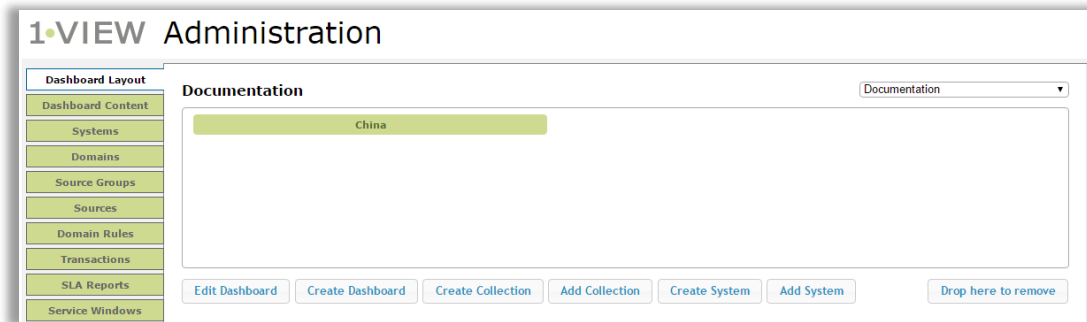 1•VIEW Administration
Dashboard Layout
Dashboard Content
Systems
Domains
Source Groups
Sources
Domain Rules
Transactions
SLA Reports
Service Windows
Documentation
Documentation
China
Edit Dashboard
Create Dashboard
Create Collection
Add Collection
Create System
Add System
Drop here to remove